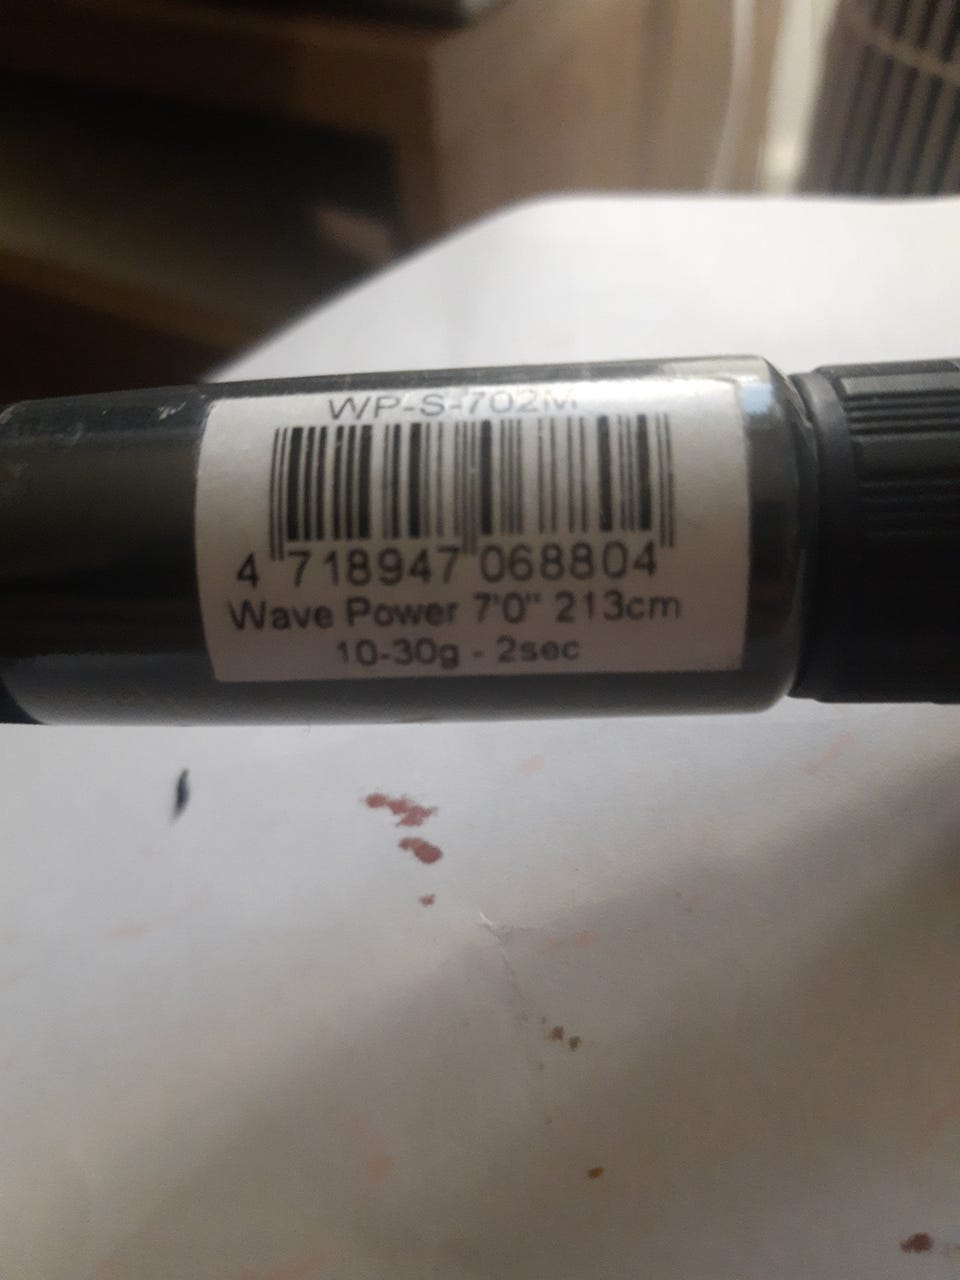 WP-S-702M
4 718947 068804
Wave Power 7'0" 213cm
10-30g - 2sec